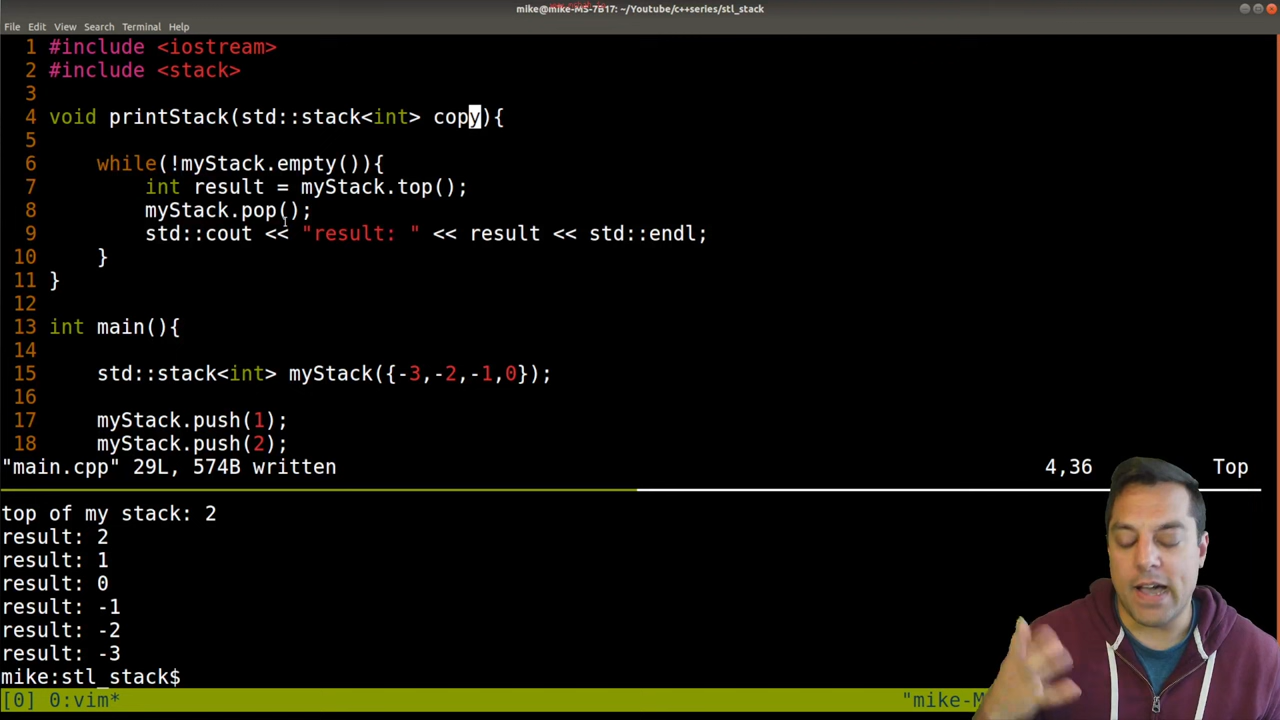 mike@mike-MS-7B17: ~/Youtube/c++series/stl_stack
File Edit View Search Terminal Help
1 #include <iostream>
2 #include <stack>
3
4 void printStack(std::stack<int> copy){
5
6     while(!myStack.empty()){
7         int result = myStack.top();
8         myStack.pop();
9         std::cout << "result: " << result << std::endl;
10     }
11 }
12
13 int main(){
14
15     std::stack<int> myStack({-3,-2,-1,0});
16
17     myStack.push(1);
18     myStack.push(2);
"main.cpp" 29L, 574B written 4,36 Top
top of my stack: 2
result: 2
result: 1
result: 0
result: -1
result: -2
result: -3
mike:stl_stack$
[0] 0:vim* "mike-M